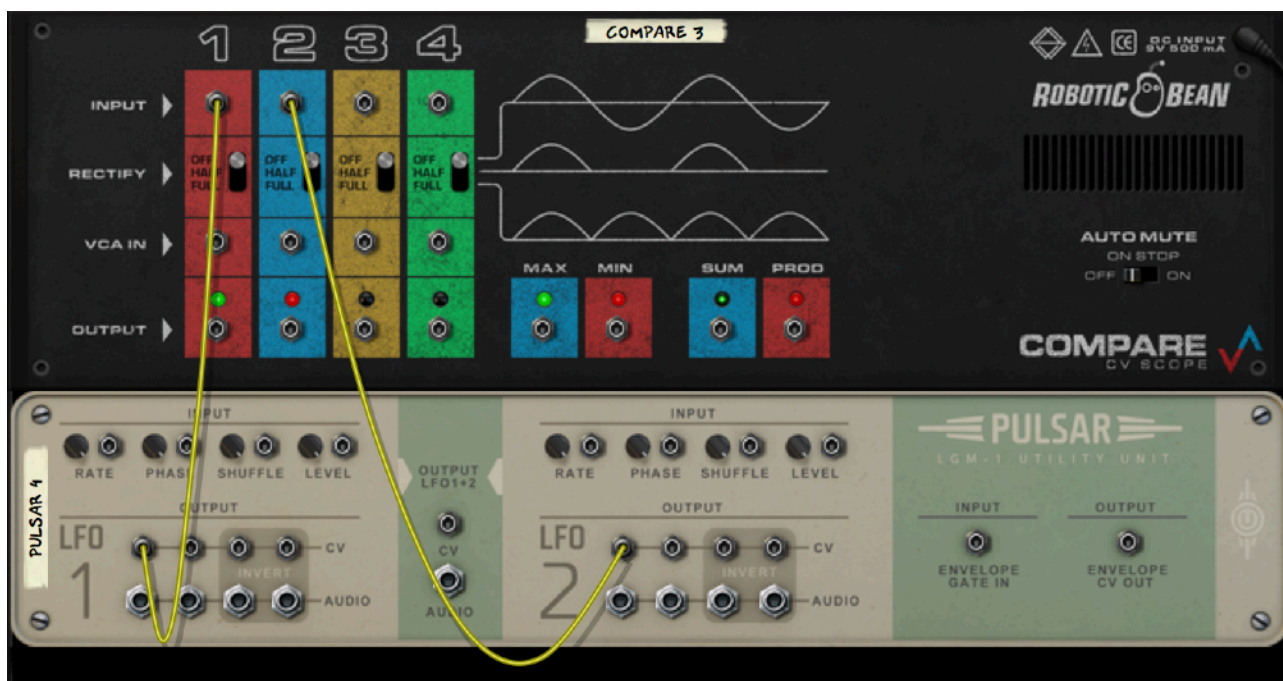 COMPARE 3
1 2 3 4
DC INPUT
9V 500 mA
ROBOTIC BEAN
INPUT
RECTIFY
OFF HALF FULL
OFF HALF FULL
OFF HALF FULL
OFF HALF FULL
VCA IN
OUTPUT
MAX MIN SUM PROD
AUTO MUTE
ON STOP
OFF ON
COMPARE
CV SCOPE
PULSAR 4
INPUT
RATE PHASE SHUFFLE LEVEL
OUTPUT
LFO
1
CV
INVERT
AUDIO
OUTPUT
LFO1+2
CV
AUDIO
INPUT
RATE PHASE SHUFFLE LEVEL
OUTPUT
LFO
2
CV
INVERT
AUDIO
PULSAR
LGM-1 UTILITY UNIT
INPUT
ENVELOPE
GATE IN
OUTPUT
ENVELOPE
CV OUT